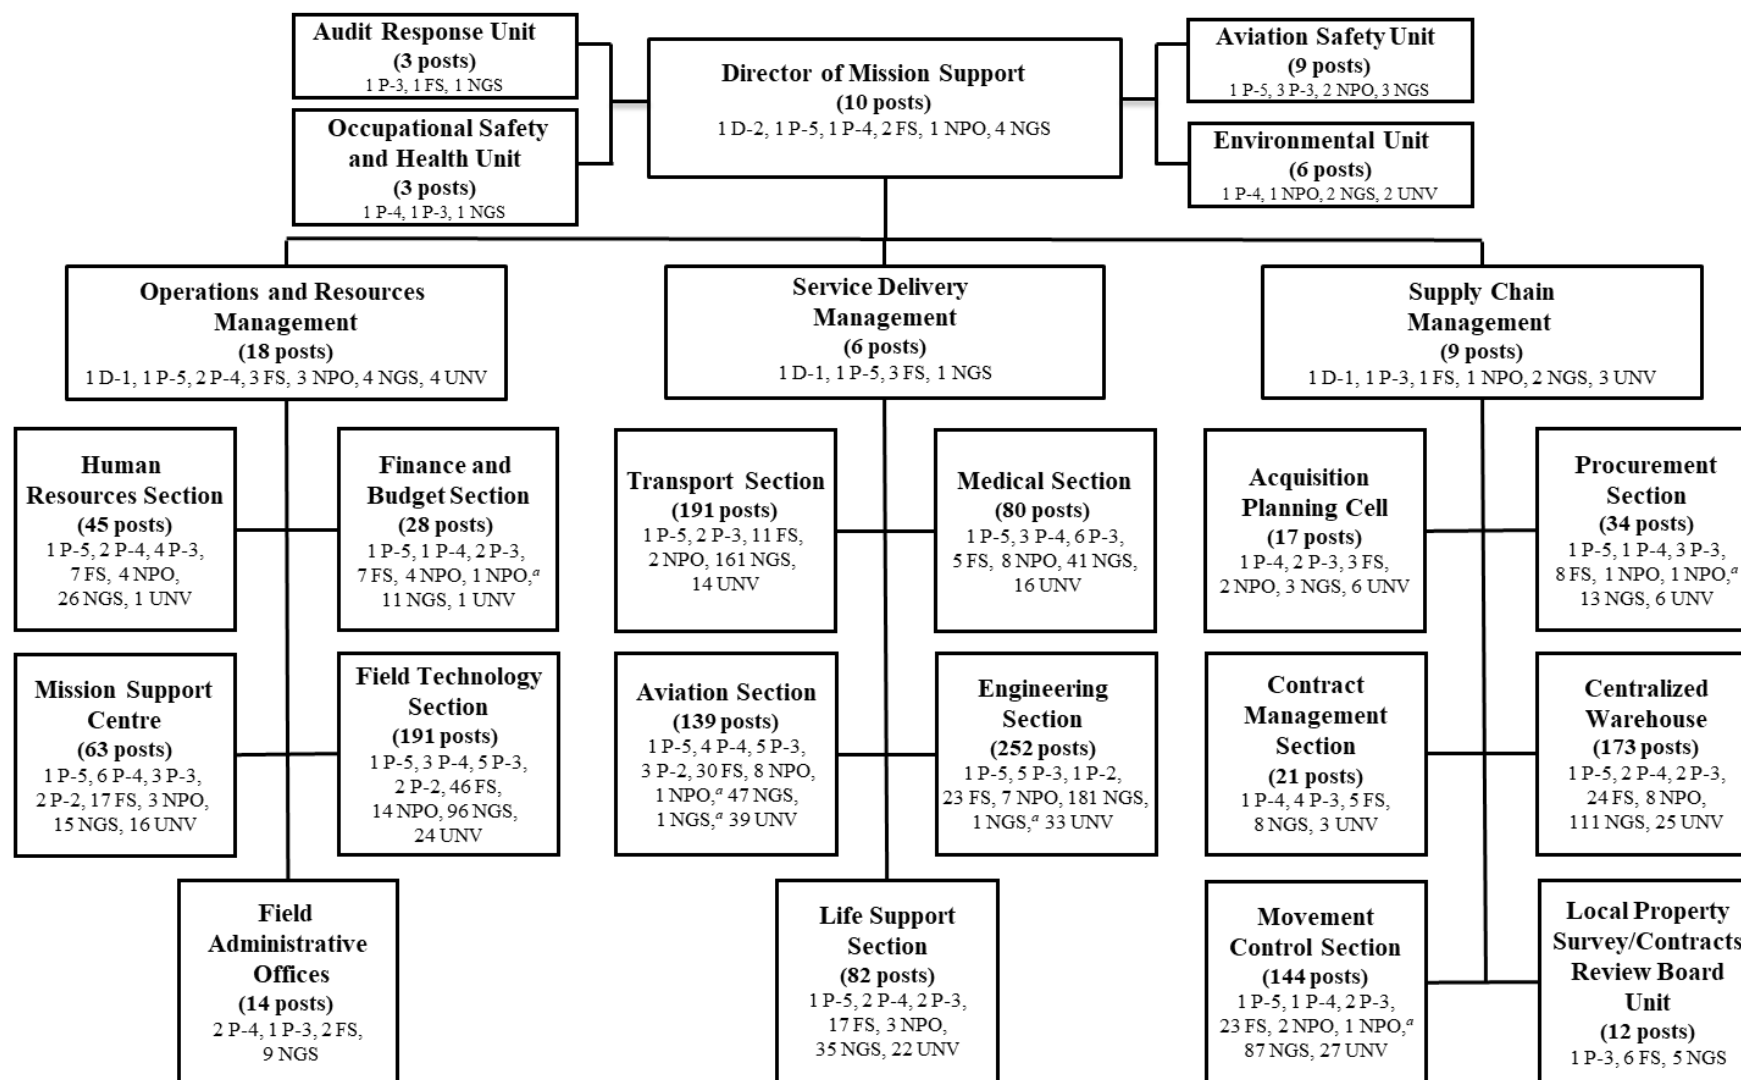 Audit Response Unit
(3 posts)
1 P-3, 1 FS, 1 NGS
Occupational Safety
and Health Unit
(3 posts)
1 P-4, 1 P-3, 1 NGS
Director of Mission Support
(10 posts)
1 D-2, 1 P-5, 1 P-4, 2 FS, 1 NPO, 4 NGS
Aviation Safety Unit
(9 posts)
1 P-5, 3 P-3, 2 NPO, 3 NGS
Environmental Unit
(6 posts)
1 P-4, 1 NPO, 2 NGS, 2 UNV
Operations and Resources
Management
(18 posts)
1 D-1, 1 P-5, 2 P-4, 3 FS, 3 NPO, 4 NGS, 4 UNV
Service Delivery
Management
(6 posts)
1 D-1, 1 P-5, 3 FS, 1 NGS
Supply Chain
Management
(9 posts)
1 D-1, 1 P-3, 1 FS, 1 NPO, 2 NGS, 3 UNV
Human
Resources Section
(45 posts)
1 P-5, 2 P-4, 4 P-3,
7 FS, 4 NPO,
26 NGS, 1 UNV
Finance and
Budget Section
(28 posts)
1 P-5, 1 P-4, 2 P-3,
7 FS, 4 NPO, 1 NPO,a
11 NGS, 1 UNV
Transport Section
(191 posts)
1 P-5, 2 P-3, 11 FS,
2 NPO, 161 NGS,
14 UNV
Medical Section
(80 posts)
1 P-5, 3 P-4, 6 P-3,
5 FS, 8 NPO, 41 NGS,
16 UNV
Acquisition
Planning Cell
(17 posts)
1 P-4, 2 P-3, 3 FS,
2 NPO, 3 NGS, 6 UNV
Procurement
Section
(34 posts)
1 P-5, 1 P-4, 3 P-3,
8 FS, 1 NPO, 1 NPO,a
13 NGS, 6 UNV
Mission Support
Centre
(63 posts)
1 P-5, 6 P-4, 3 P-3,
2 P-2, 17 FS, 3 NPO,
15 NGS, 16 UNV
Field Technology
Section
(191 posts)
1 P-5, 3 P-4, 5 P-3,
2 P-2, 46 FS,
14 NPO, 96 NGS,
24 UNV
Aviation Section
(139 posts)
1 P-5, 4 P-4, 5 P-3,
3 P-2, 30 FS, 8 NPO,
1 NPO,a 47 NGS,
1 NGS,a 39 UNV
Engineering
Section
(252 posts)
1 P-5, 5 P-3, 1 P-2,
23 FS, 7 NPO, 181 NGS,
1 NGS,a 33 UNV
Contract
Management
Section
(21 posts)
1 P-4, 4 P-3, 5 FS,
8 NGS, 3 UNV
Centralized
Warehouse
(173 posts)
1 P-5, 2 P-4, 2 P-3,
24 FS, 8 NPO,
111 NGS, 25 UNV
Field
Administrative
Offices
(14 posts)
2 P-4, 1 P-3, 2 FS,
9 NGS
Life Support
Section
(82 posts)
1 P-5, 2 P-4, 2 P-3,
17 FS, 3 NPO,
35 NGS, 22 UNV
Movement
Control Section
(144 posts)
1 P-5, 1 P-4, 2 P-3,
23 FS, 2 NPO, 1 NPO,a
87 NGS, 27 UNV
Local Property
Survey/Contracts
Review Board
Unit
(12 posts)
1 P-3, 6 FS, 5 NGS